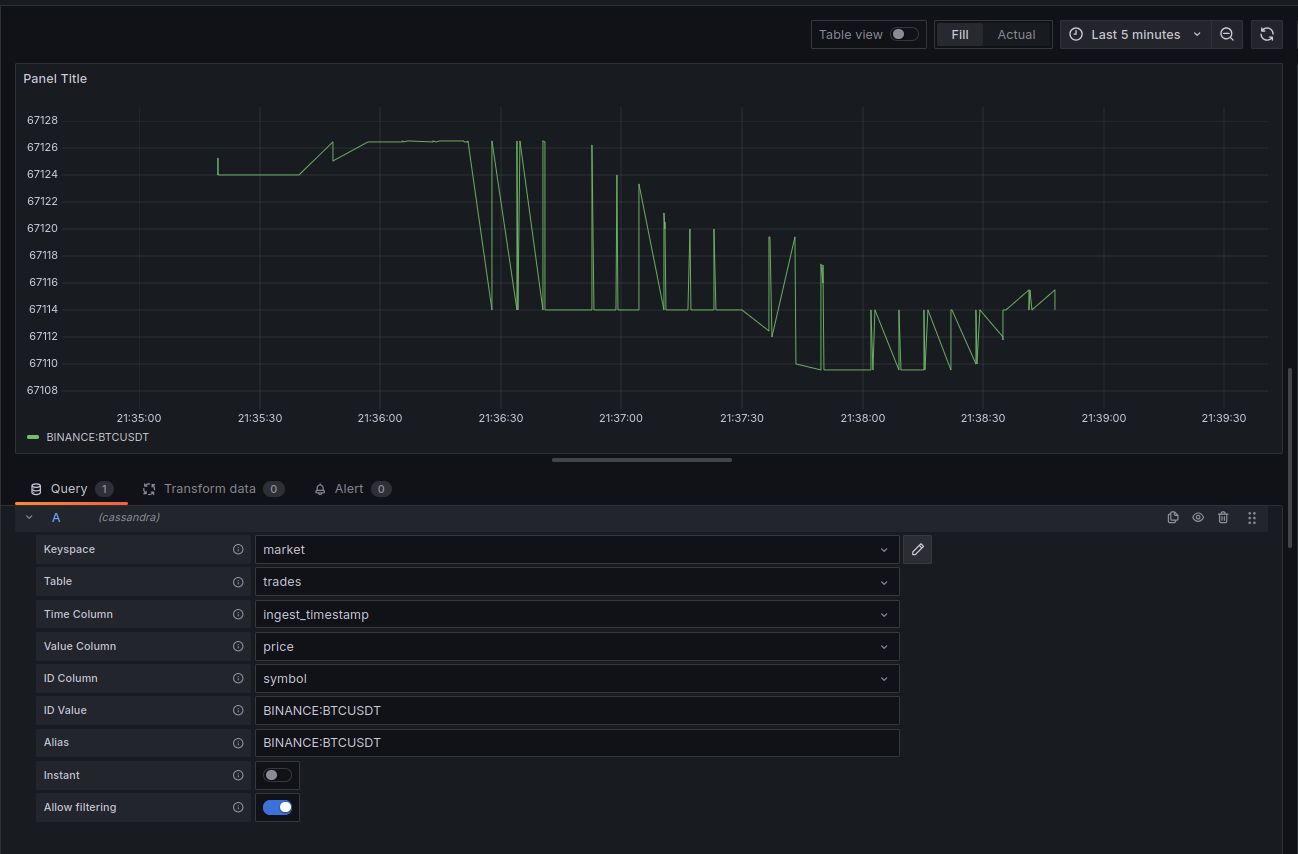 Table view Fill Actual Last 5 minutes
Panel Title
67128
67126
67124
67122
67120
67118
67116
67114
67112
67110
67108
21:35:00 21:35:30 21:36:00 21:36:30 21:37:00 21:37:30 21:38:00 21:38:30 21:39:00 21:39:30
BINANCE:BTCUSDT
Query 1 Transform data 0 Alert 0
A (cassandra)
Keyspace market
Table trades
Time Column ingest_timestamp
Value Column price
ID Column symbol
ID Value BINANCE:BTCUSDT
Alias BINANCE:BTCUSDT
Instant
Allow filtering